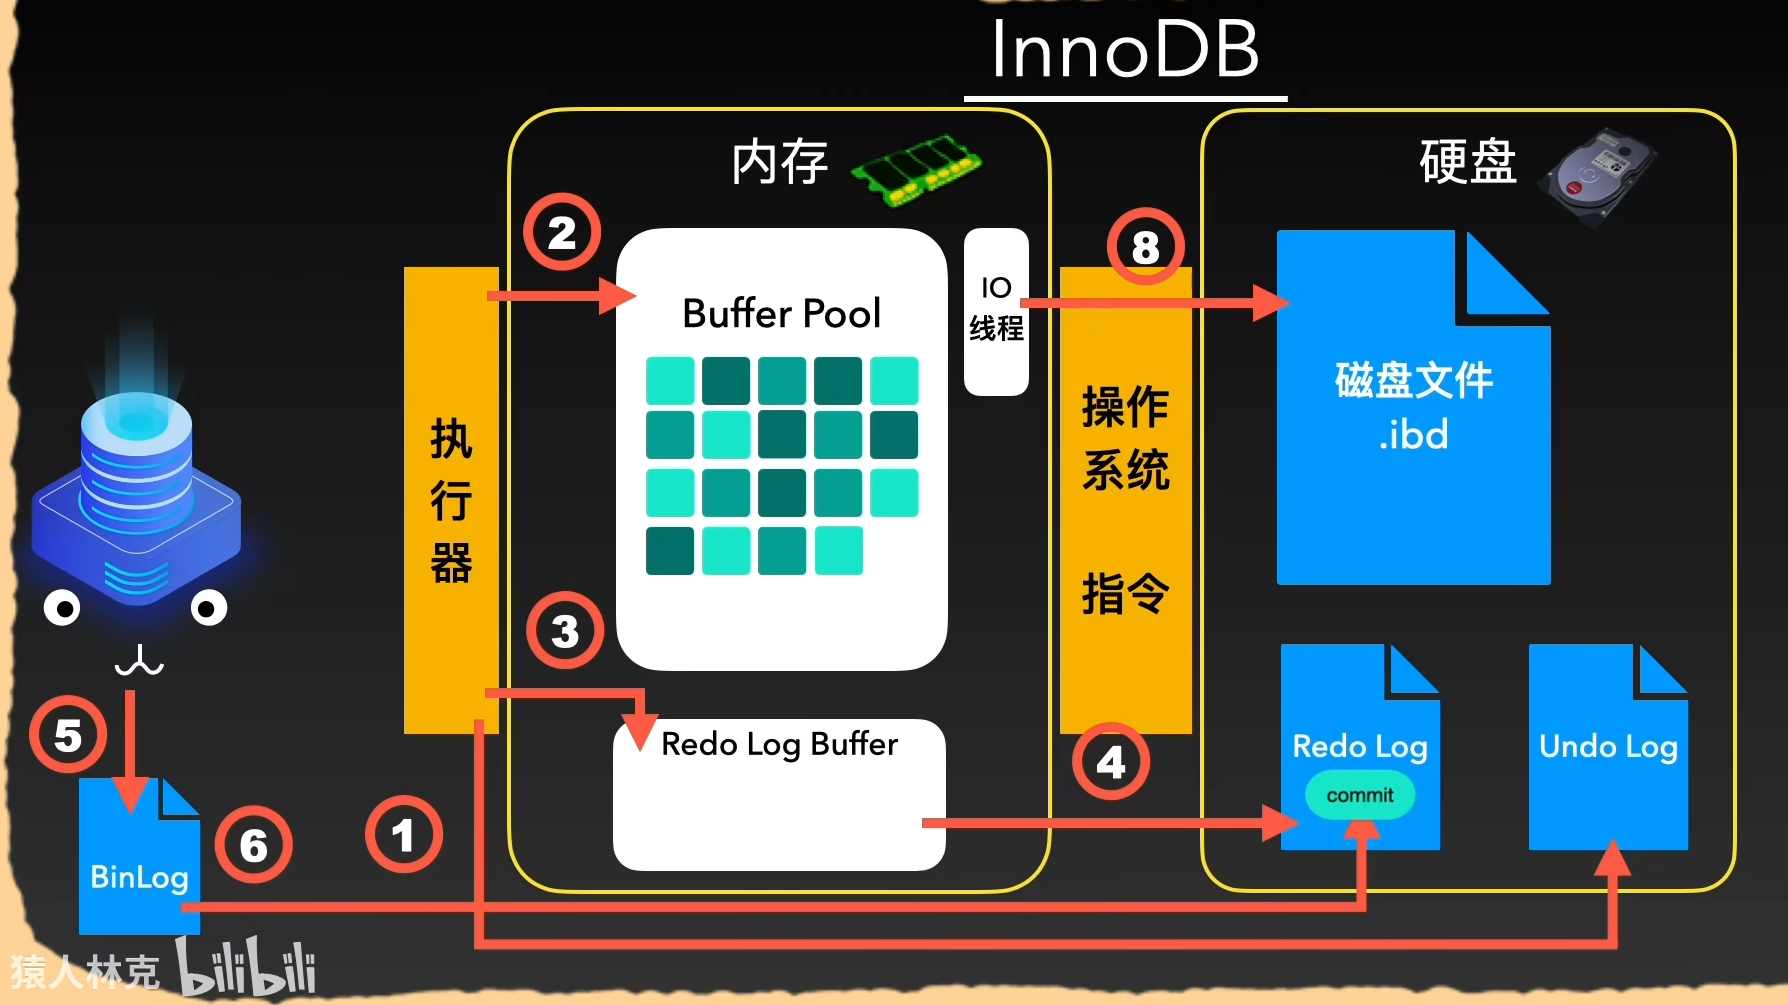 InnoDB
内存
硬盘
2
8
IO
线程
Buffer Pool
磁盘文件
.ibd
执
行
器
操作
系统
指令
3
5
4
Redo Log Buffer
Redo Log
commit
Undo Log
1
6
BinLog
猿人林克 bilibili